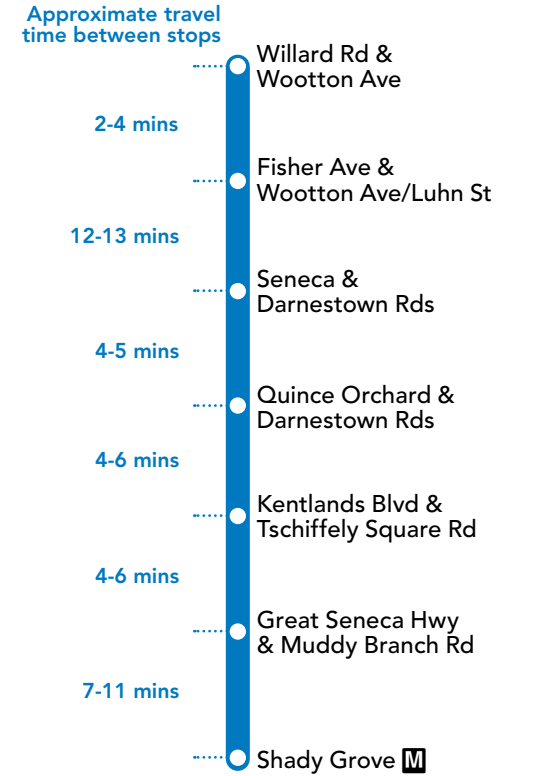 Approximate travel
time between stops
Willard Rd &
Wootton Ave
2-4 mins
Fisher Ave &
Wootton Ave/Luhn St
12-13 mins
Seneca &
Darnestown Rds
4-5 mins
Quince Orchard &
Darnestown Rds
4-6 mins
Kentlands Blvd &
Tschiffely Square Rd
4-6 mins
Great Seneca Hwy
& Muddy Branch Rd
7-11 mins
Shady Grove M